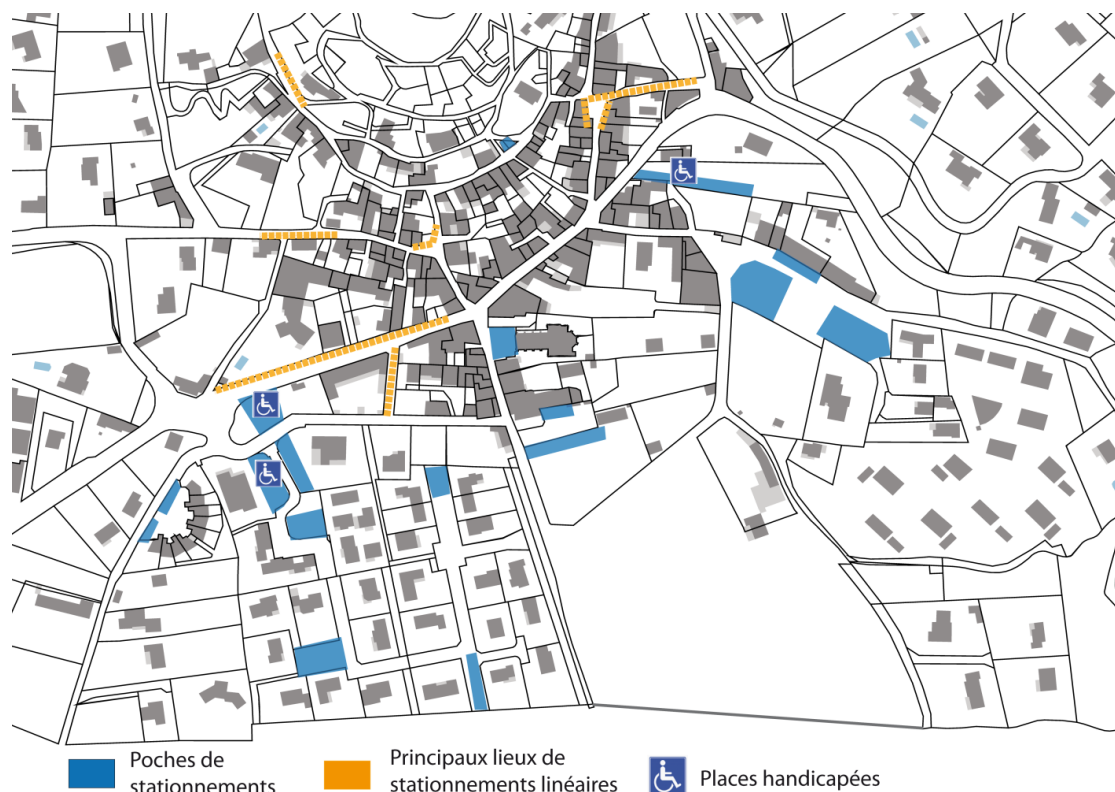 Poches de
stationnements
Principaux lieux de
stationnements linéaires
Places handicapées